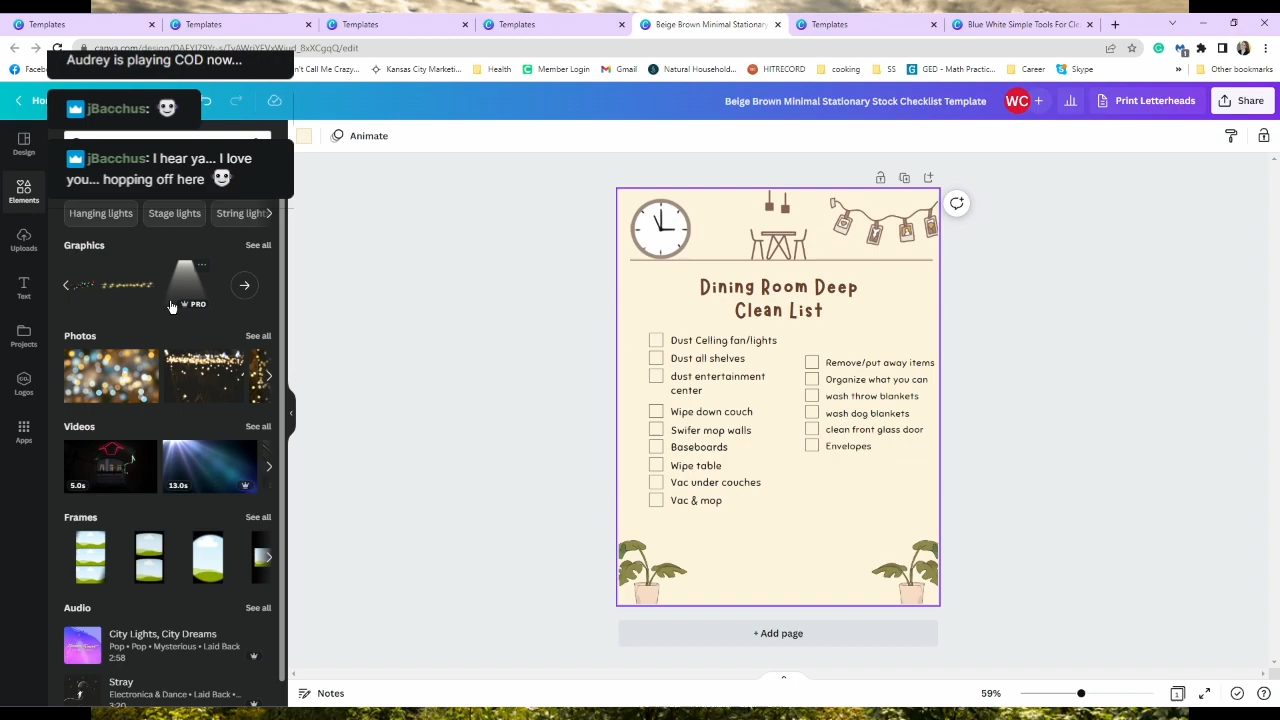 Templates
Templates
Templates
Templates
Beige Brown Minimal Stationary
Templates
Blue White Simple Tools For Cle
Audrey is playing COD now...
n't Call Me Crazy...
Kansas City Marketi...
Health
Member Login
Gmail
Natural Household...
HITRECORD
cooking
SS
GED - Math Practic...
Career
Skype
»
Other bookmarks
jBacchus:
Beige Brown Minimal Stationary Stock Checklist Template
WC
Print Letterheads
Share
Animate
jBacchus: I hear ya... I love
you... hopping off here
Design
Elements
Uploads
Text
Projects
Logos
CO.
Apps
Hanging lights
Stage lights
String light
Graphics
See all
PRO
Photos
See all
Videos
See all
5.0s
13.0s
Frames
See all
Audio
See all
City Lights, City Dreams
Pop • Pop • Mysterious • Laid Back
2:58
Stray
Electronica & Dance • Laid Back •...
3:20
Dining Room Deep
Clean List
Dust Celling fan/lights
Dust all shelves
dust entertainment
center
Wipe down couch
Swifer mop walls
Baseboards
Wipe table
Vac under couches
Vac & mop
Remove/put away items
Organize what you can
wash throw blankets
wash dog blankets
clean front glass door
Envelopes
+ Add page
Notes
59%
1